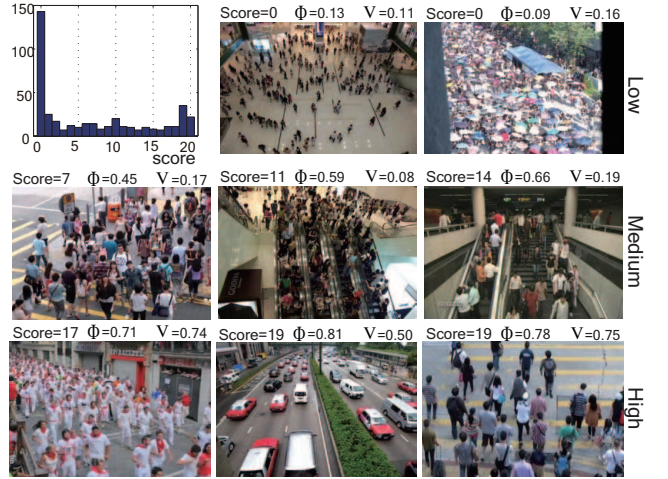 150
100
50
0
0 5 10 15 20
score
Score=0 Φ=0.13 V=0.11
Score=0 Φ=0.09 V=0.16
Low
Score=7 Φ=0.45 V=0.17
Score=11 Φ=0.59 V=0.08
Score=14 Φ=0.66 V=0.19
Medium
Score=17 Φ=0.71 V=0.74
Score=19 Φ=0.81 V=0.50
Score=19 Φ=0.78 V=0.75
High